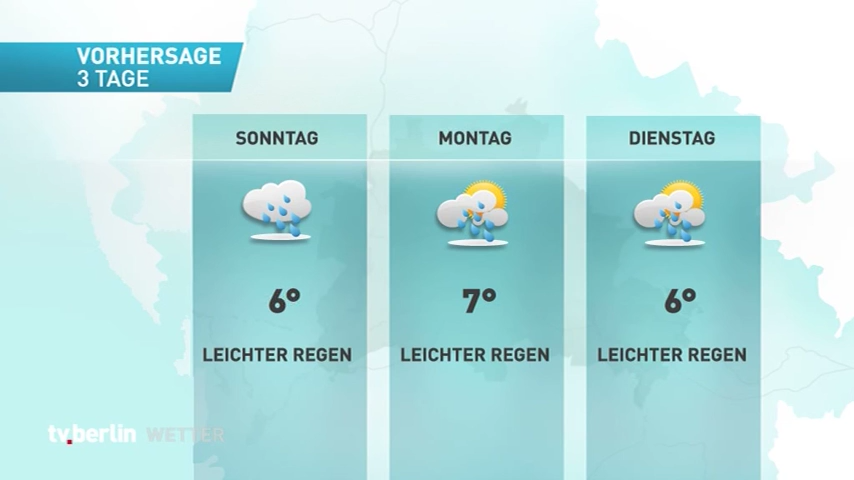 VORHERSAGE
3 TAGE
SONNTAG
MONTAG
DIENSTAG
6°
7°
6°
LEICHTER REGEN
LEICHTER REGEN
LEICHTER REGEN
tv.berlin WETTER